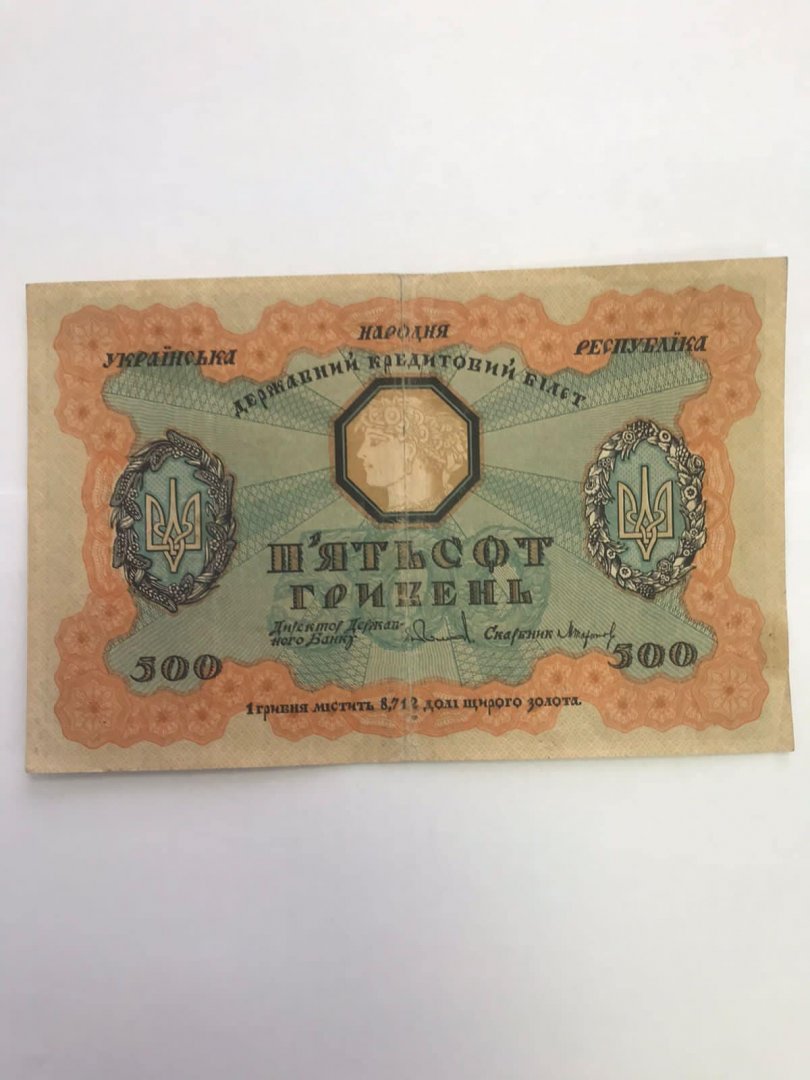 УКРАЇНСЬКА НАРОДНЯ РЕСПУБЛЇКА
ДЕРЖАВНИЙ КРЕДИТОВИЙ БІЛЕТ
П'ЯТЬСОТ
ГРИВЕНЬ
Директор Держав-
ного Банку
Скарбник
500
500
1 гривня містить 8,712 долі щирого золота.